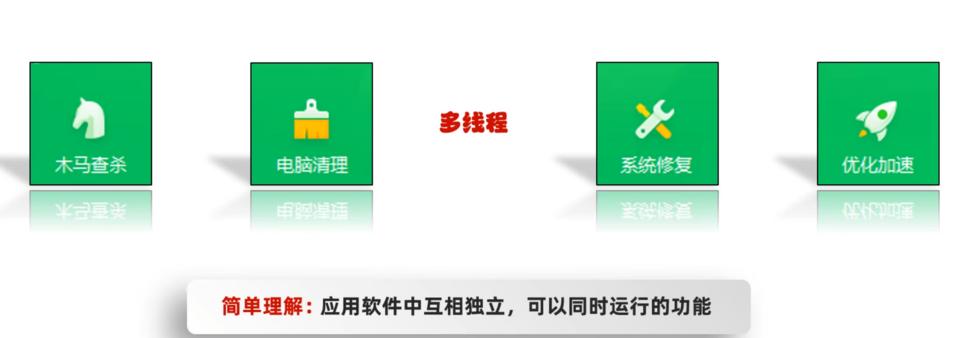 木马查杀
电脑清理
多线程
系统修复
优化加速
简单理解：应用软件中互相独立，可以同时运行的功能